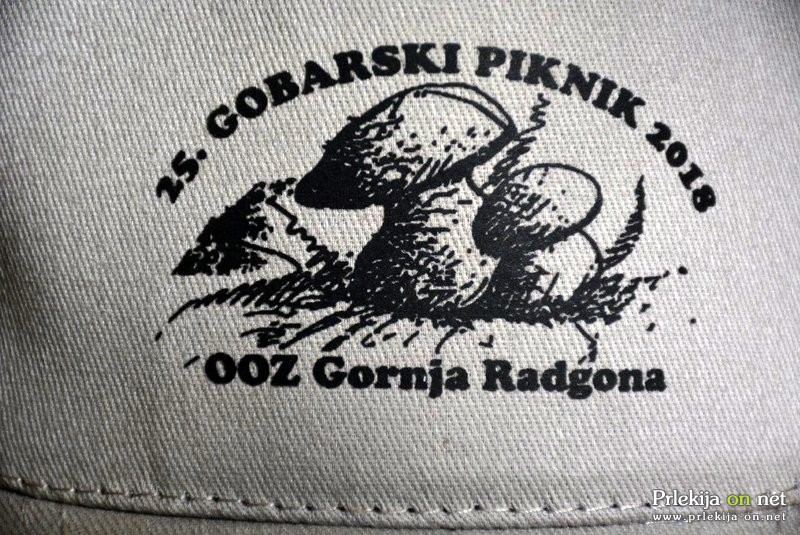 25. GOBARSKI PIKNIK 2018
OOZ Gornja Radgona
Prlekija on net
www.prlekija-on.net